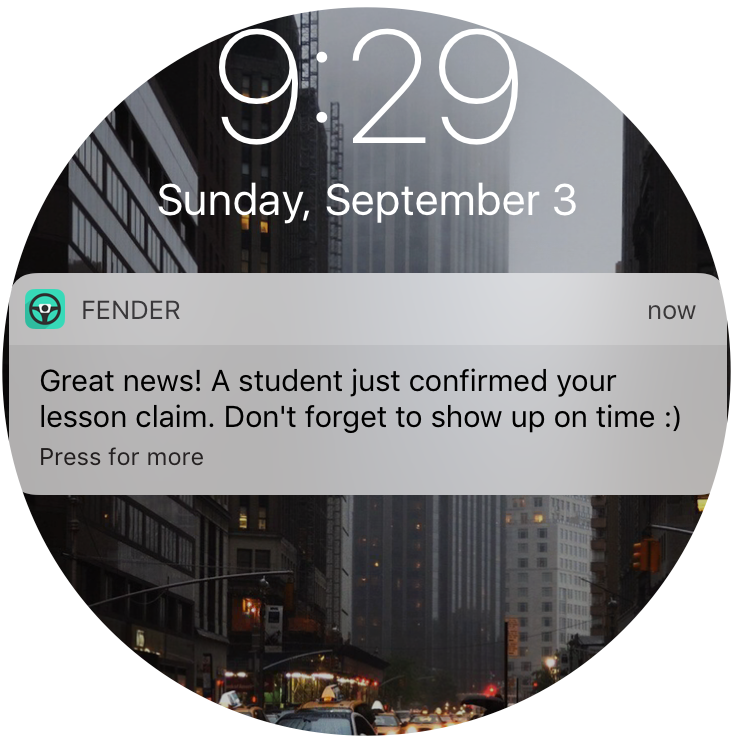 9:29
Sunday, September 3
FENDER now
Great news! A student just confirmed your
lesson claim. Don't forget to show up on time :)
Press for more